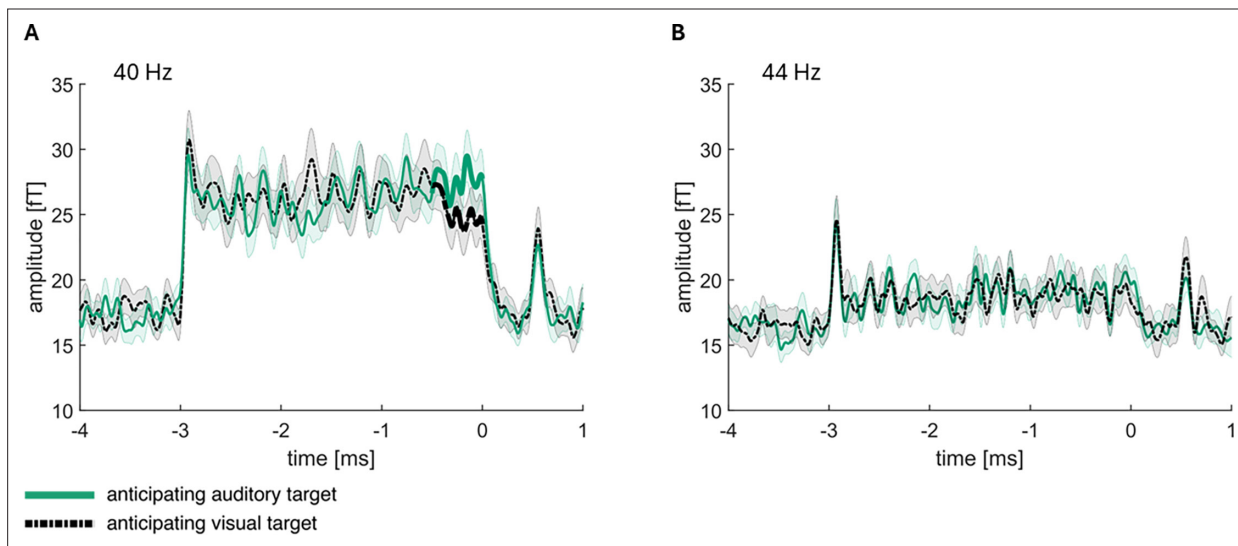 A
40 Hz
amplitude [fT]
35
30
25
20
15
10
-4 -3 -2 -1 0 1
time [ms]
B
44 Hz
amplitude [fT]
35
30
25
20
15
10
-4 -3 -2 -1 0 1
time [ms]
anticipating auditory target
anticipating visual target